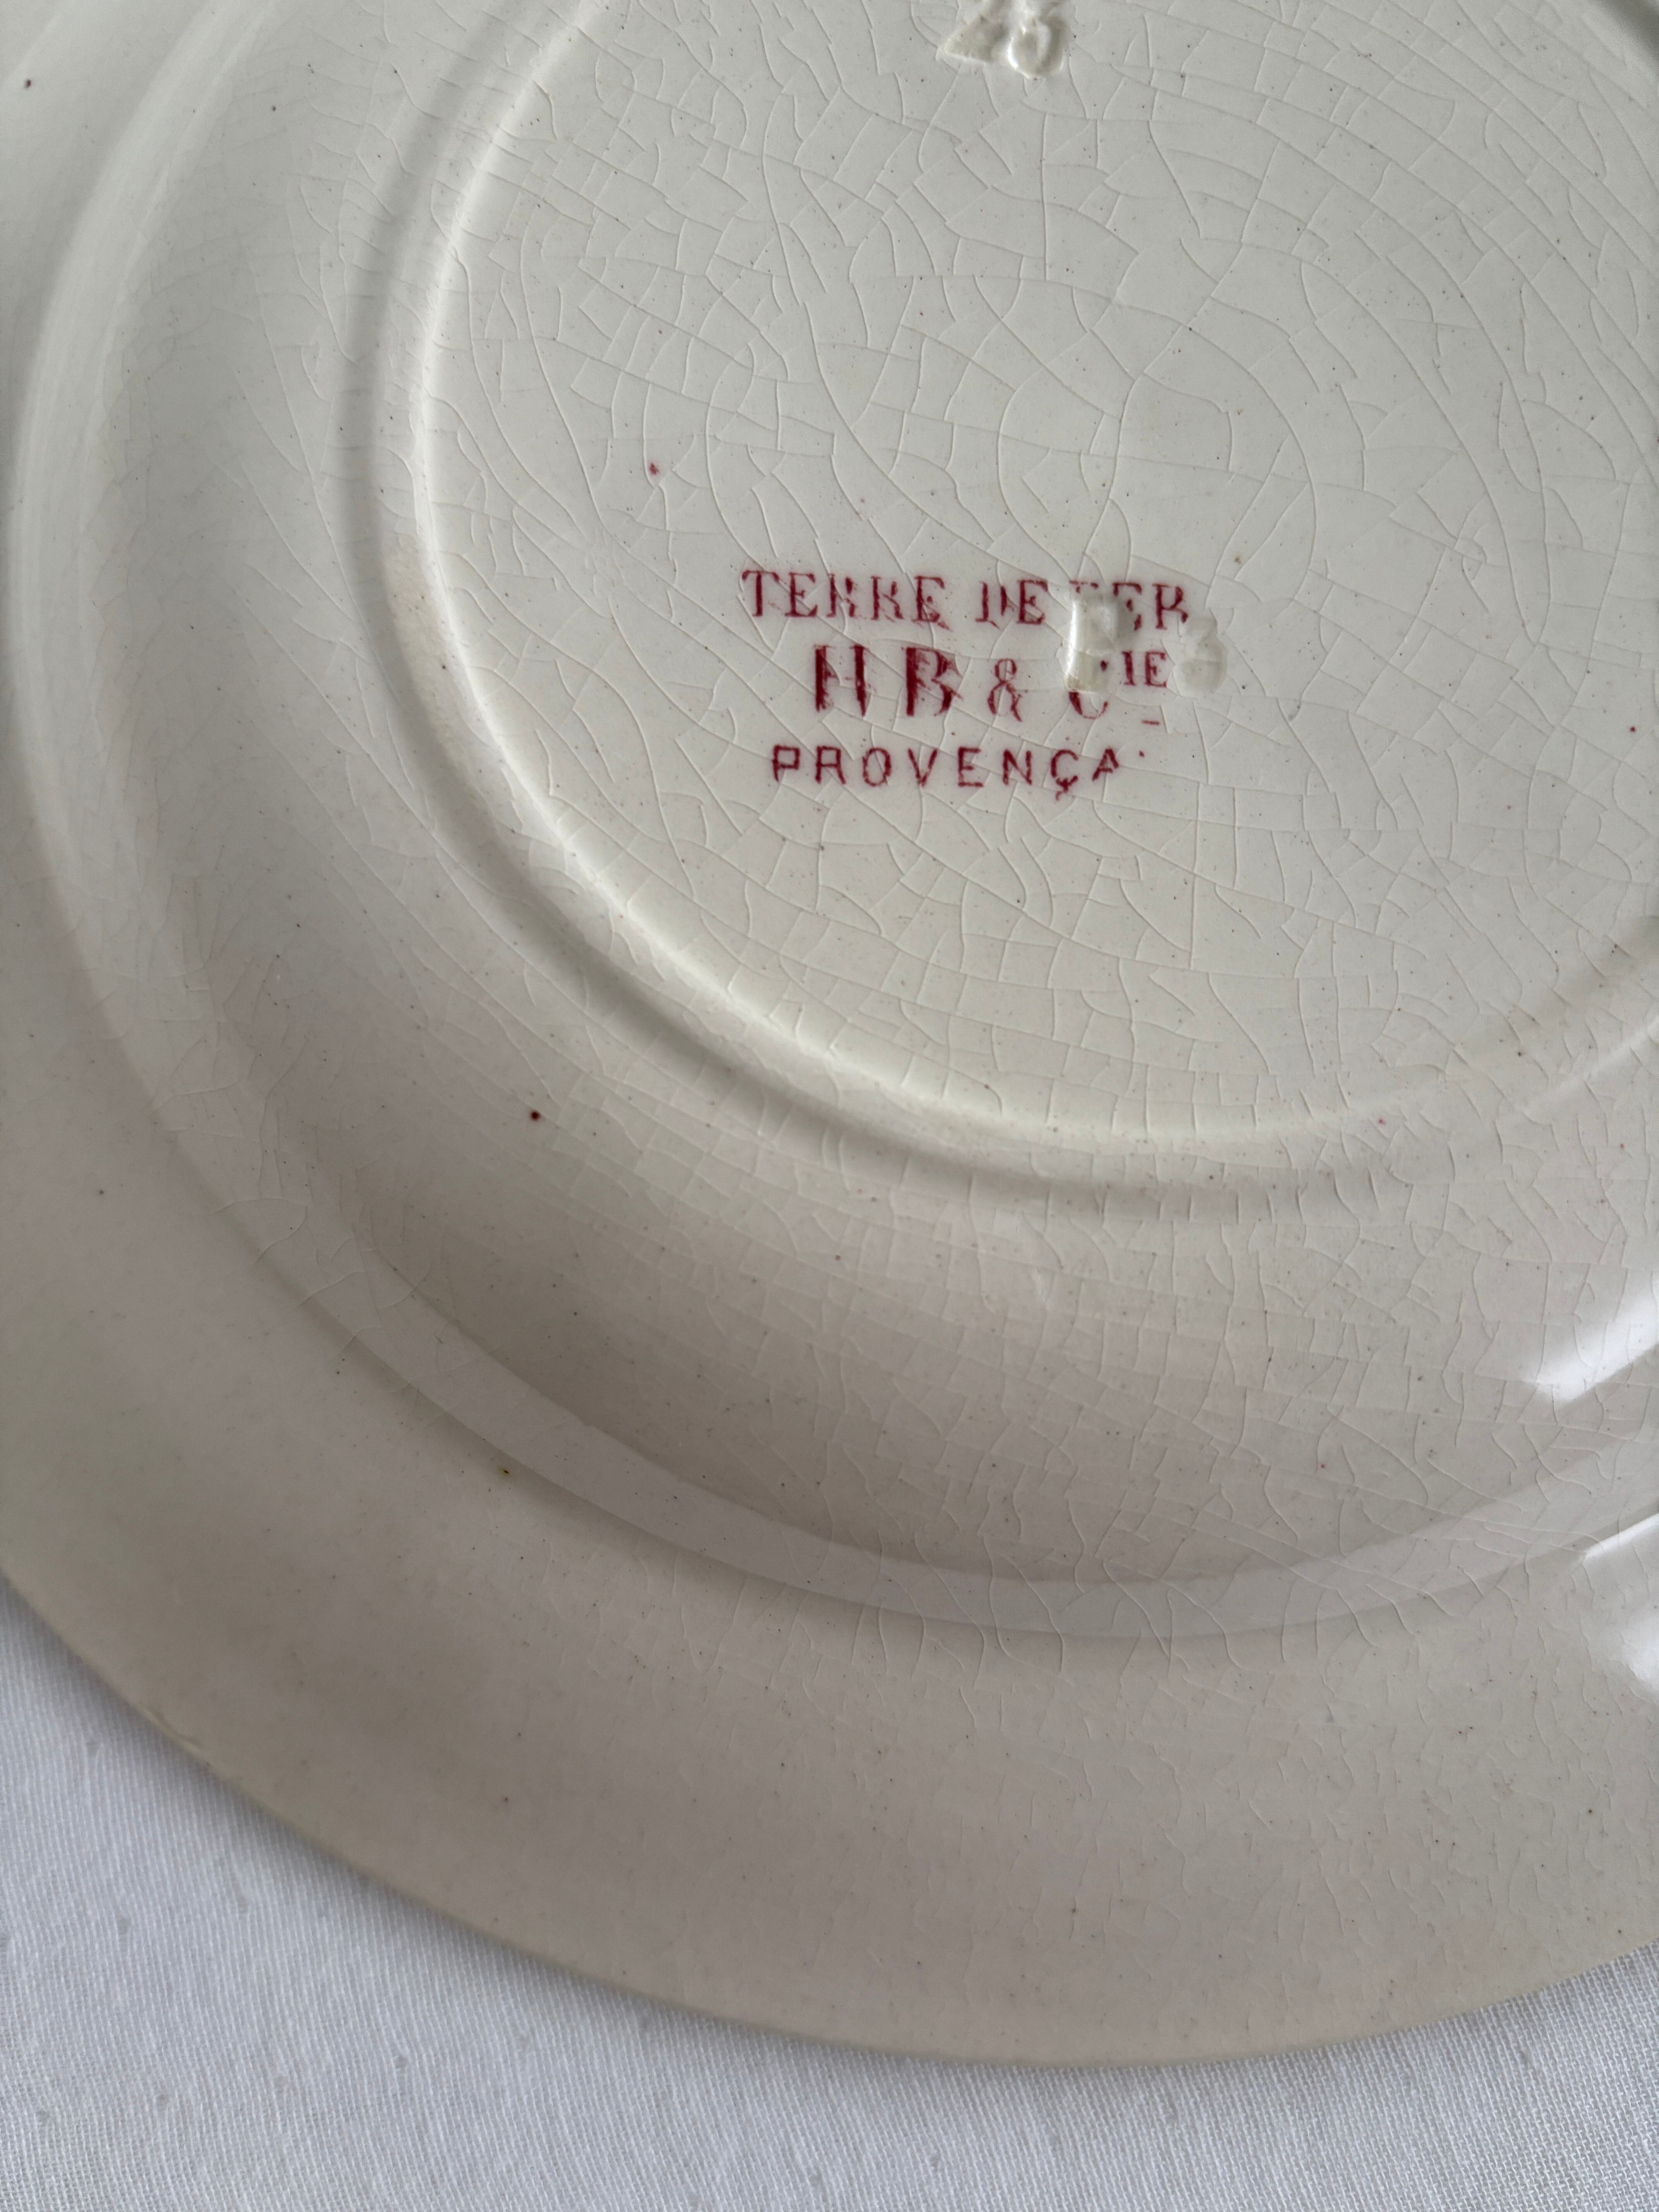 TERRE DE FER
HB & CIE
PROVENÇA